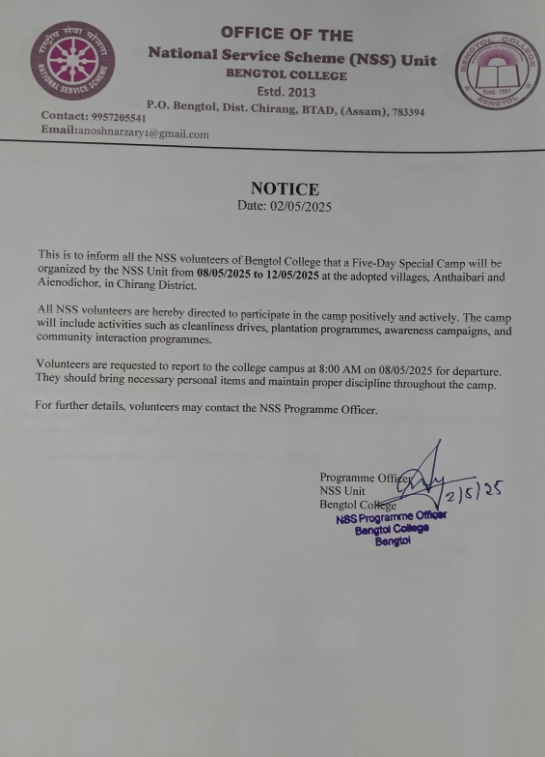 राष्ट्रीय सेवा योजना
NATIONAL SERVICE SCHEME
OFFICE OF THE
National Service Scheme (NSS) Unit
BENGTOL COLLEGE
Estd. 2013
P.O. Bengtol, Dist. Chirang, BTAD, (Assam), 783394
Contact: 9957205541
Email:anoshnarzary1@gmail.com
BENGTOL COLLEGE
Estd. 1991
BENGTOL
NOTICE
Date: 02/05/2025
This is to inform all the NSS volunteers of Bengtol College that a Five-Day Special Camp will be
organized by the NSS Unit from 08/05/2025 to 12/05/2025 at the adopted villages, Anthaibari and
Aienodichor, in Chirang District.
All NSS volunteers are hereby directed to participate in the camp positively and actively. The camp
will include activities such as cleanliness drives, plantation programmes, awareness campaigns, and
community interaction programmes.
Volunteers are requested to report to the college campus at 8:00 AM on 08/05/2025 for departure.
They should bring necessary personal items and maintain proper discipline throughout the camp.
For further details, volunteers may contact the NSS Programme Officer.
Programme Officer
NSS Unit
Bengtol College
2/5/25
NSS Programme Officer
Bengtol College
Bengtol